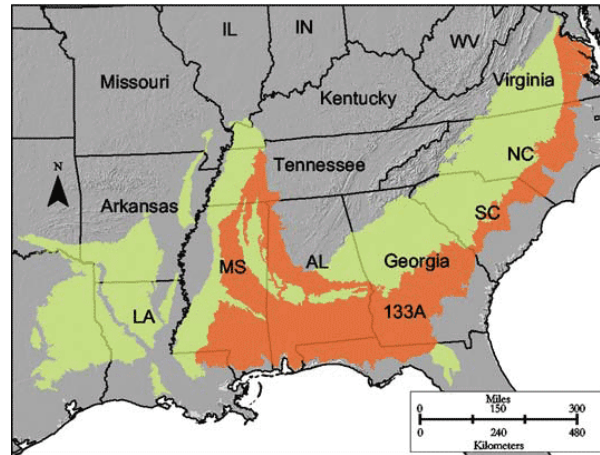 IL
IN
WV
Missouri
Virginia
Kentucky
N
NC
Tennessee
Arkansas
SC
MS
AL
Georgia
LA
133A
Miles
0 150 300
0 240 480
Kilometers